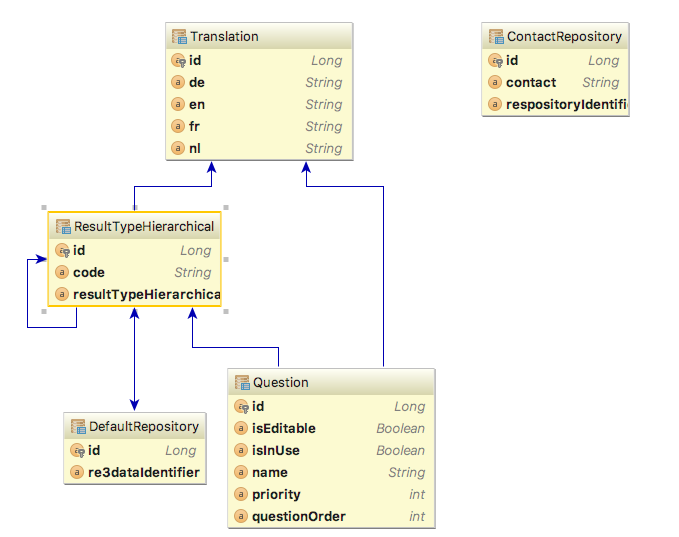 Translation
id Long
de String
en String
fr String
nl String
ContactRepository
id Long
contact String
respositoryIdentifi
ResultTypeHierarchical
id Long
code String
resultTypeHierarchica
DefaultRepository
id Long
re3dataIdentifier
Question
id Long
isEditable Boolean
isInUse Boolean
name String
priority int
questionOrder int